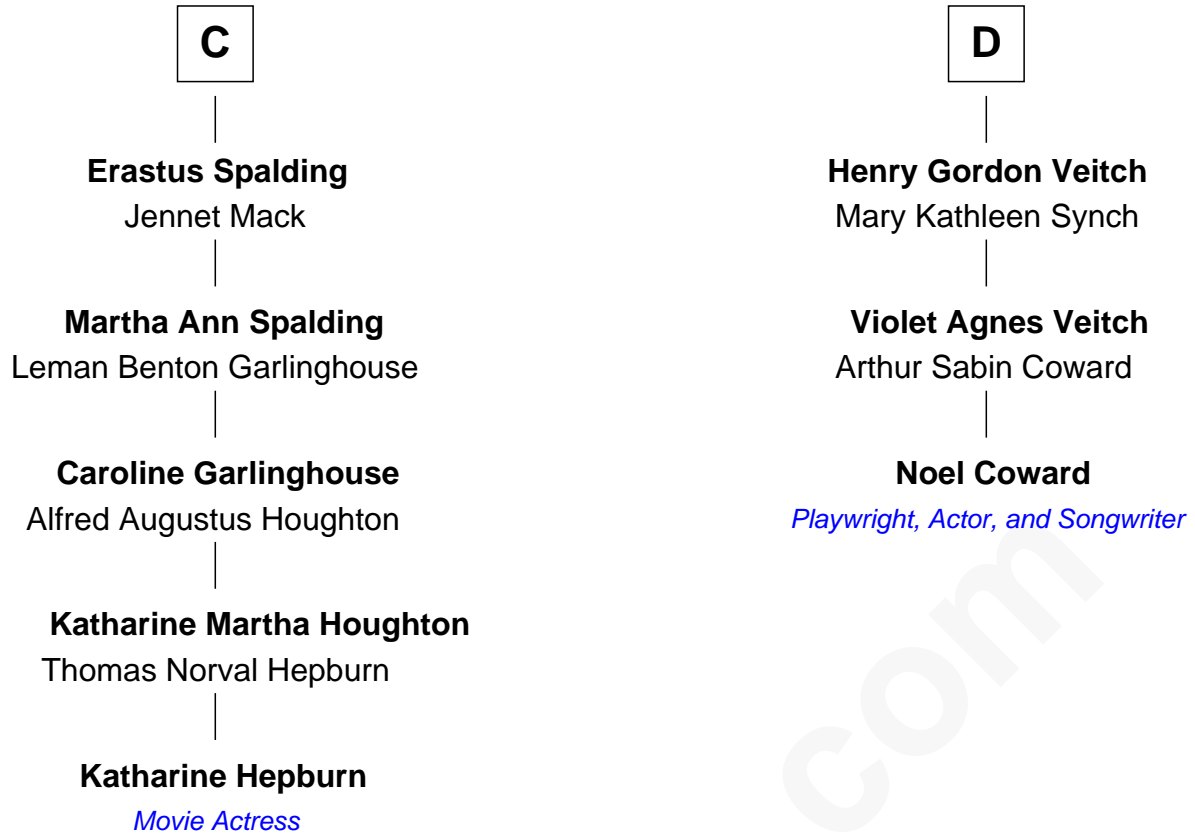 C
Erastus Spalding
Jennet Mack
Martha Ann Spalding
Leman Benton Garlinghouse
Caroline Garlinghouse
Alfred Augustus Houghton
Katharine Martha Houghton
Thomas Norval Hepburn
Katharine Hepburn
Movie Actress
D
Henry Gordon Veitch
Mary Kathleen Synch
Violet Agnes Veitch
Arthur Sabin Coward
Noel Coward
Playwright, Actor, and Songwriter
com